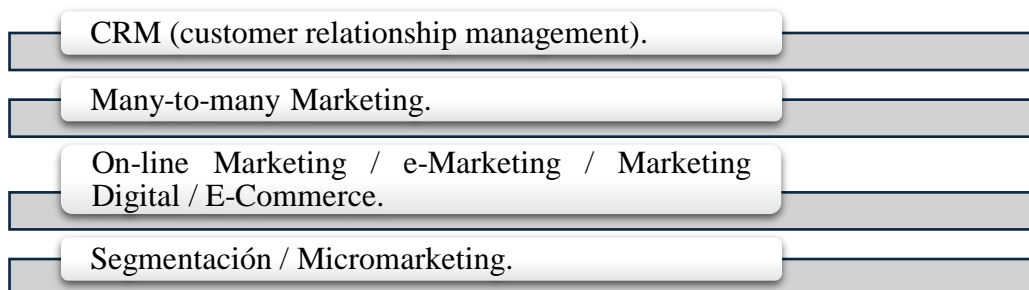 CRM (customer relationship management).
Many-to-many Marketing.
On-line Marketing / e-Marketing / Marketing
Digital / E-Commerce.
Segmentación / Micromarketing.